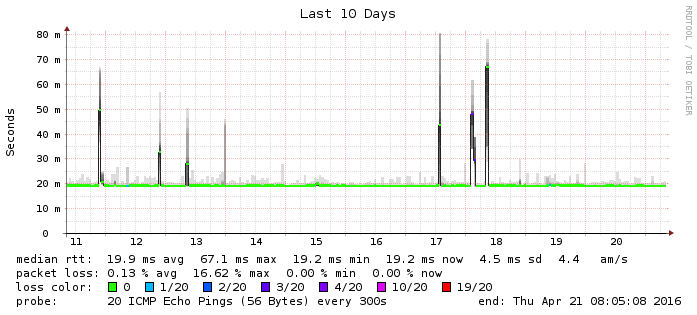 Last 10 Days
RRDTOOL / TOBI OETIKER
Seconds
80 m
70 m
60 m
50 m
40 m
30 m
20 m
10 m
0
11 12 13 14 15 16 17 18 19 20
median rtt: 19.9 ms avg 67.1 ms max 19.2 ms min 19.2 ms now 4.5 ms sd 4.4 am/s
packet loss: 0.13 % avg 16.62 % max 0.00 % min 0.00 % now
loss color: 0 1/20 2/20 3/20 4/20 10/20 19/20
probe: 20 ICMP Echo Pings (56 Bytes) every 300s end: Thu Apr 21 08:05:08 2016